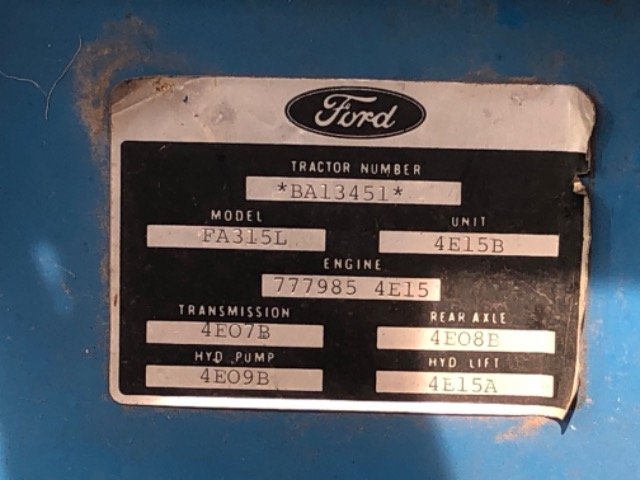 Ford
TRACTOR NUMBER
*BA13451*
MODEL UNIT
FA315L 4E15B
ENGINE
777985 4E15
TRANSMISSION REAR AXLE
4E07B 4E08B
HYD PUMP HYD LIFT
4E09B 4E15A